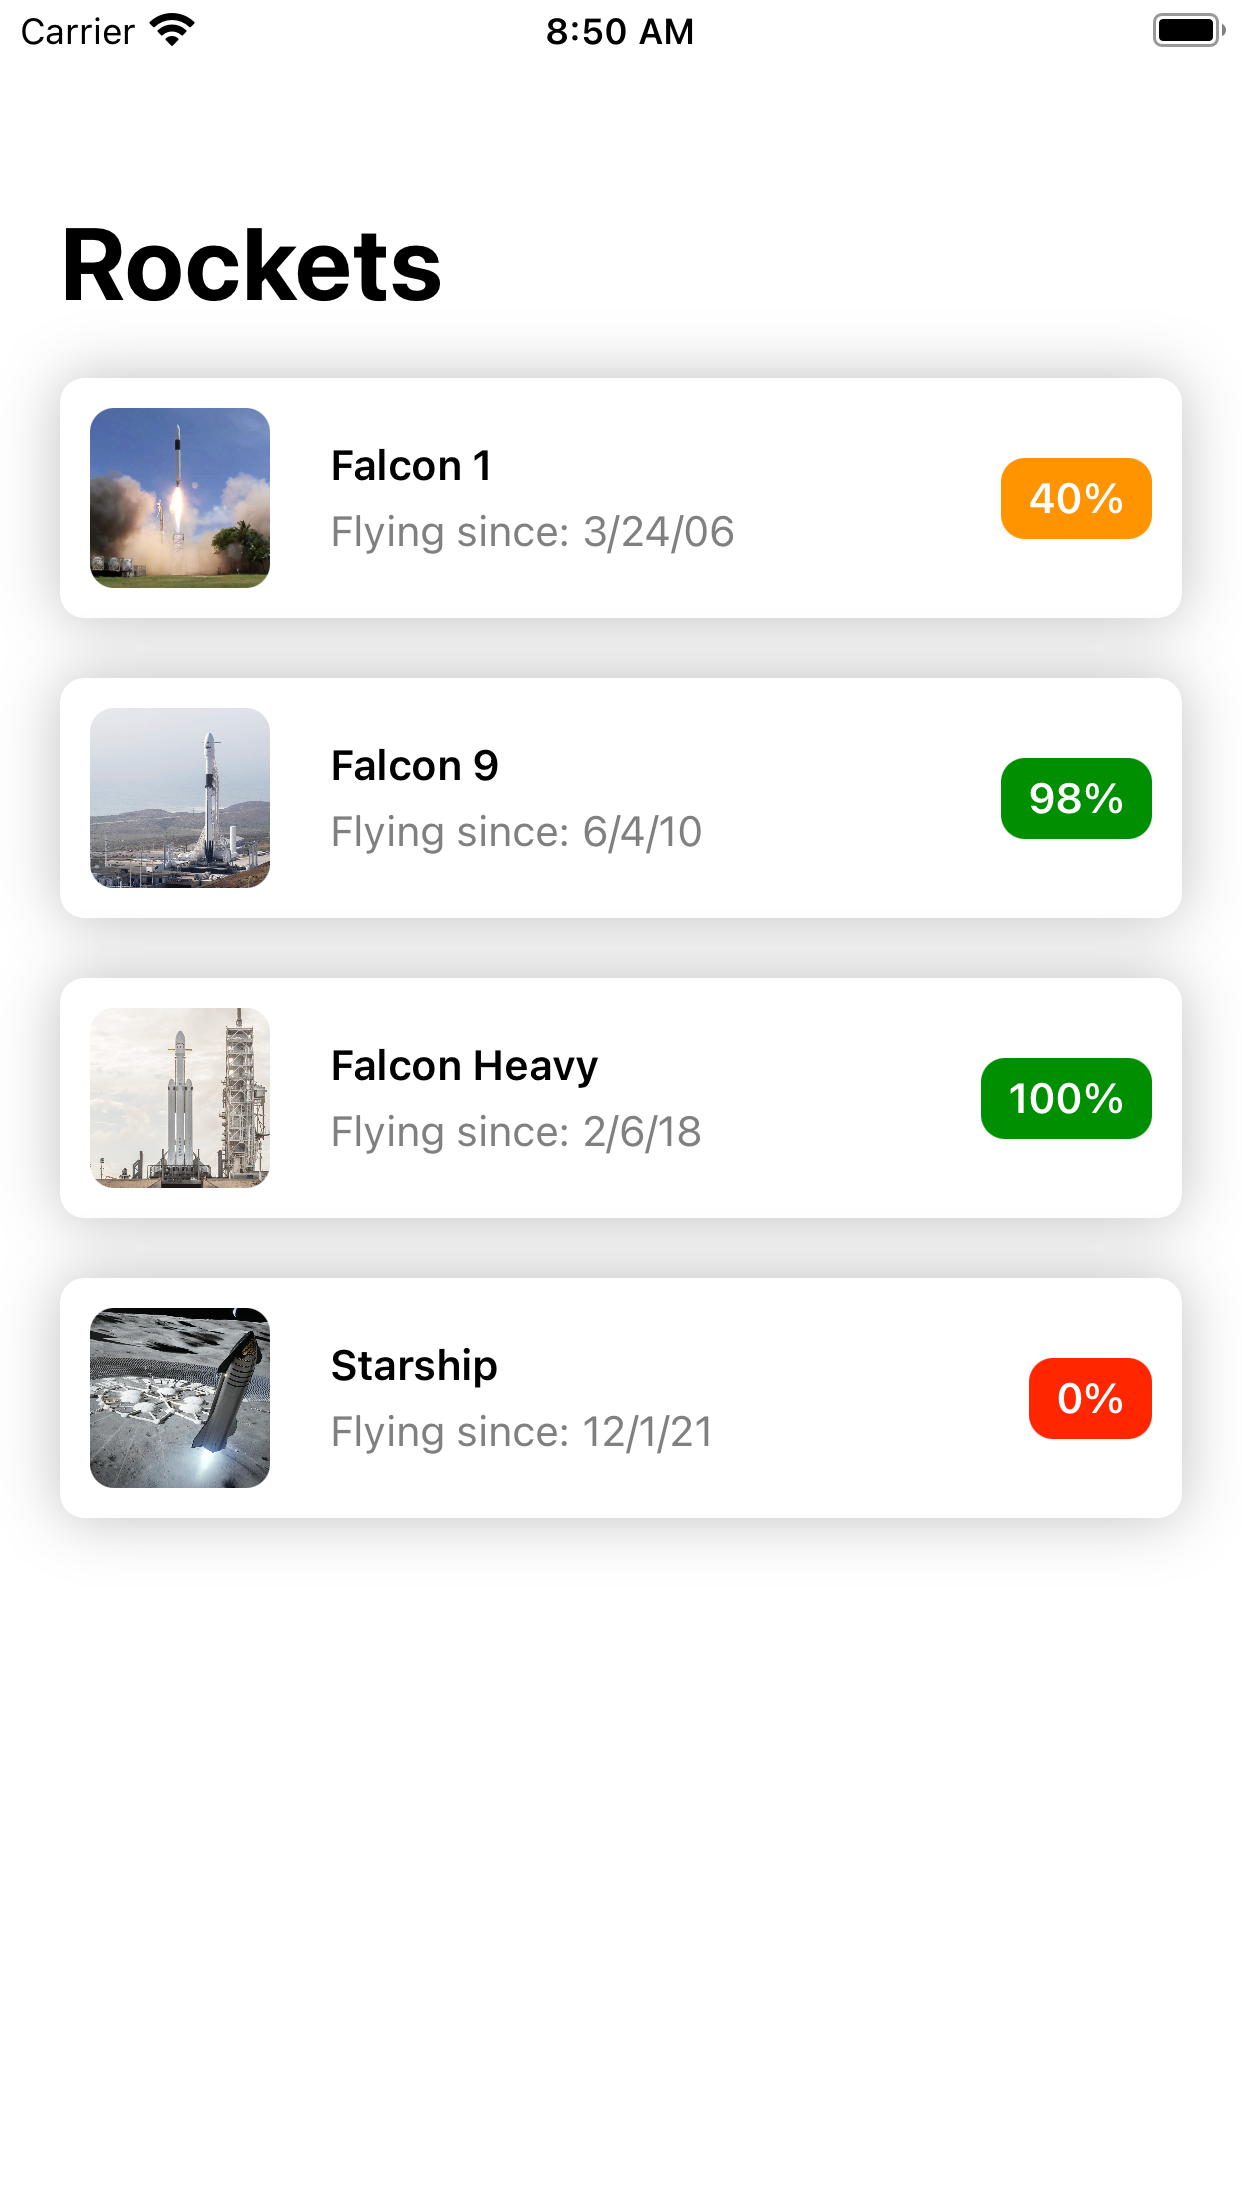 Carrier 8:50 AM
Rockets
Falcon 1
Flying since: 3/24/06
40%
Falcon 9
Flying since: 6/4/10
98%
Falcon Heavy
Flying since: 2/6/18
100%
Starship
Flying since: 12/1/21
0%